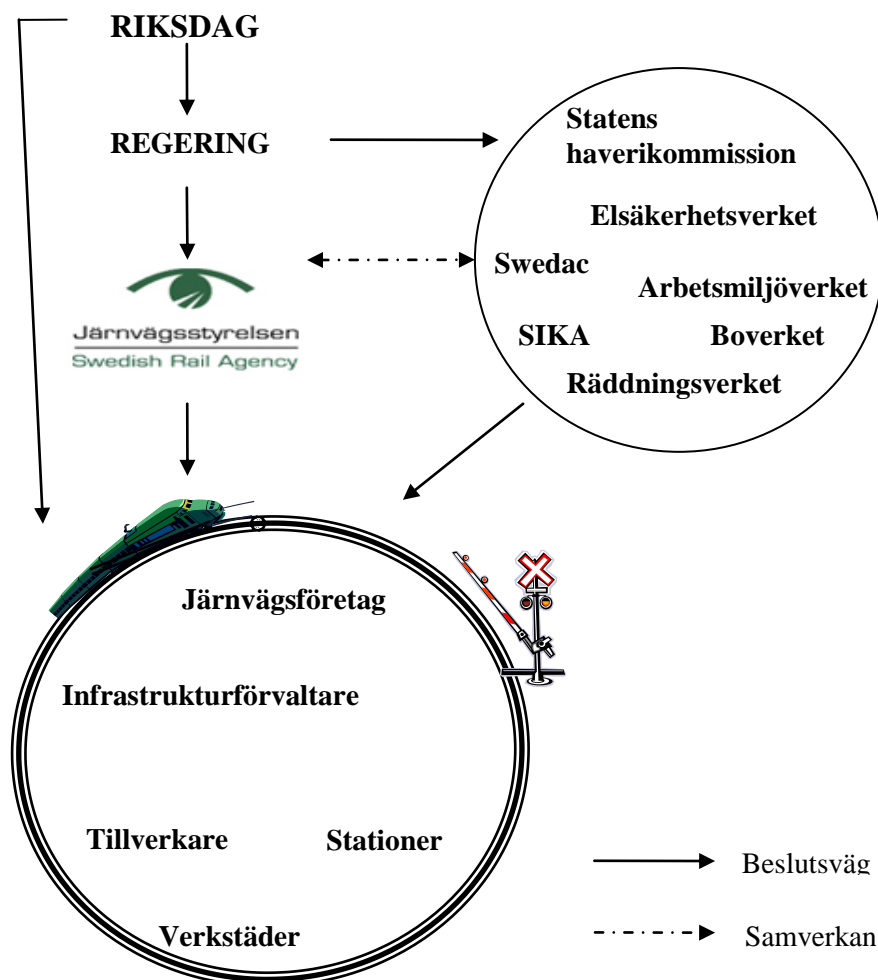 RIKSDAG
REGERING
Statens
haverikommission
Elsäkerhetsverket
Swedac
Arbetsmiljöverket
SIKA
Boverket
Räddningsverket
Järnvägsstyrelsen
Swedish Rail Agency
Järnvägsföretag
Infrastrukturförvaltare
Tillverkare
Stationer
Verkstäder
Beslutsväg
Samverkan